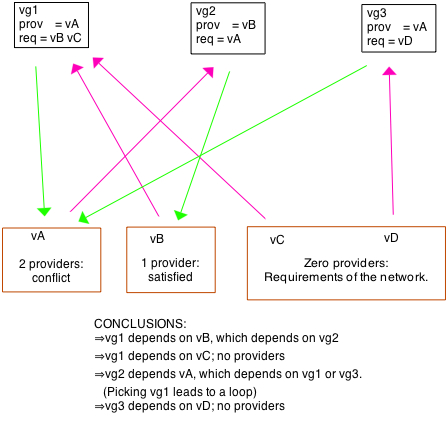 vg1
prov = vA
req = vB vC
vg2
prov = vB
req = vA
vg3
prov = vA
req = vD
vA
2 providers:
conflict
vB
1 provider:
satisfied
vC vD
Zero providers:
Requirements of the network.
CONCLUSIONS:
⇒vg1 depends on vB, which depends on vg2
⇒vg1 depends on vC; no providers
⇒vg2 depends vA, which depends on vg1 or vg3.
(Picking vg1 leads to a loop)
⇒vg3 depends on vD; no providers